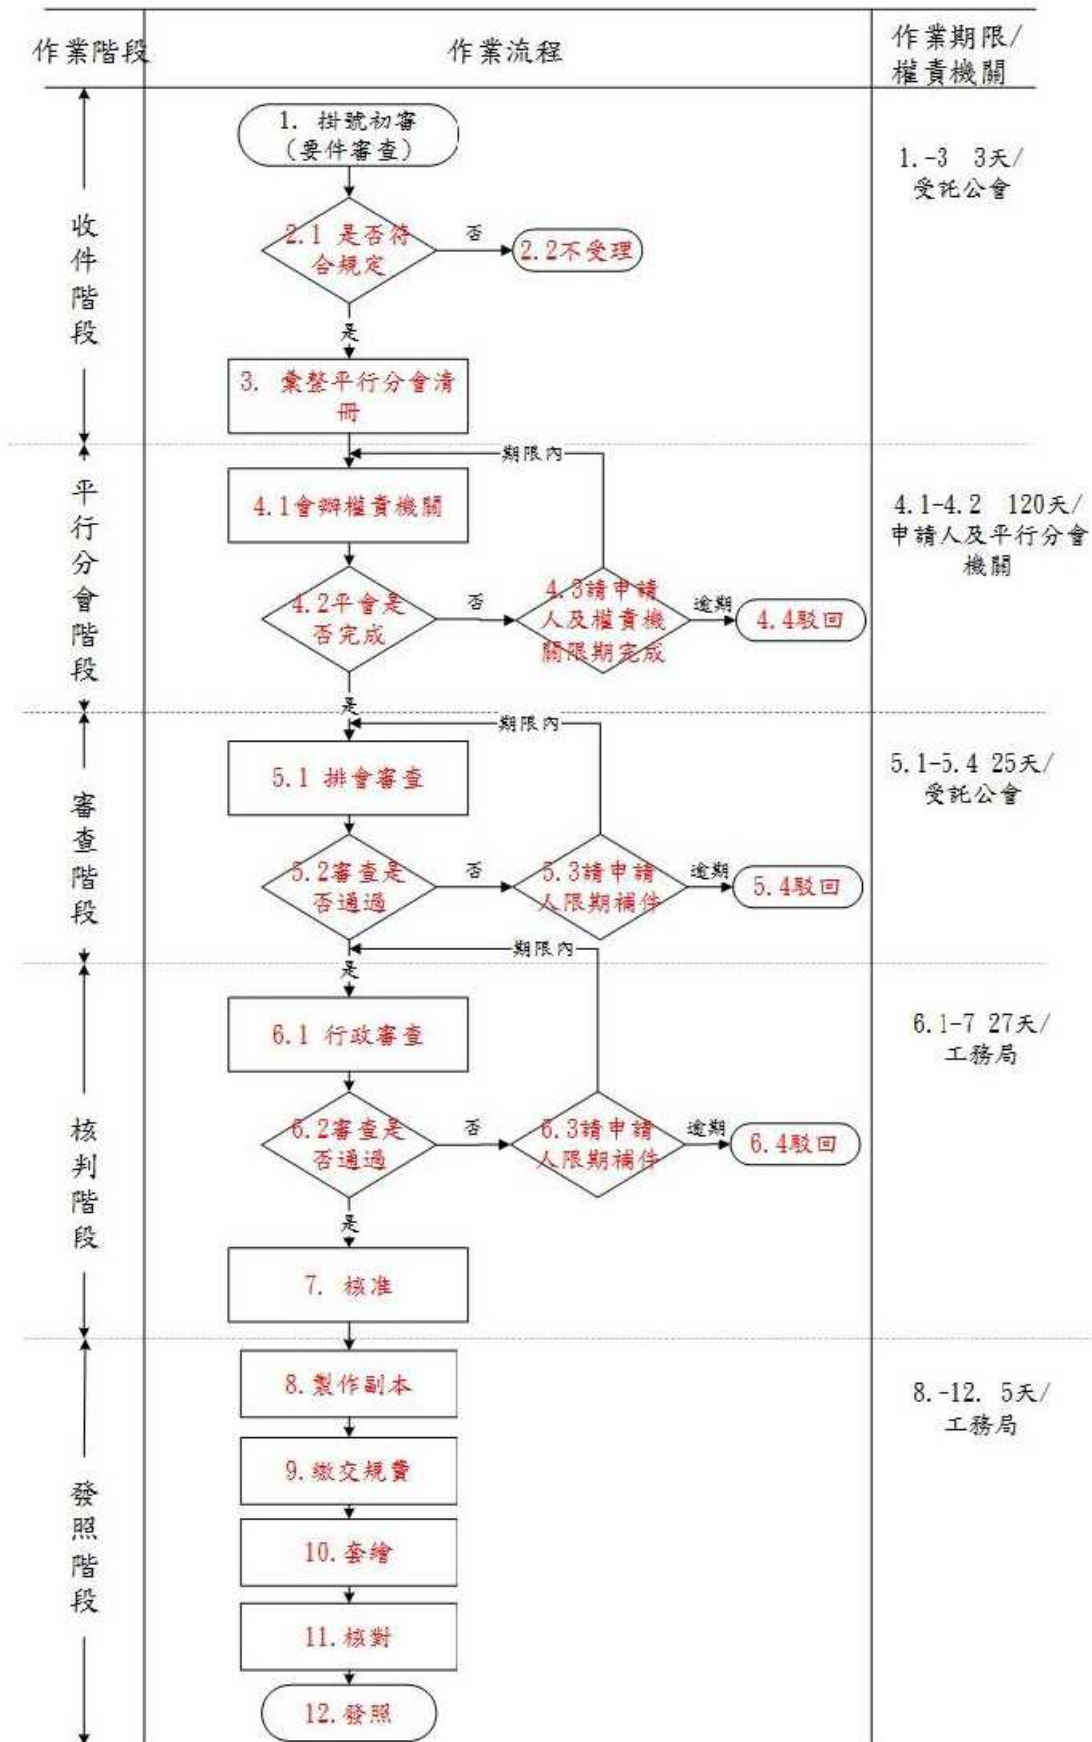 作業階段
作業流程
作業期限/
權責機關
收件階段
1. 掛號初審
(要件審查)
1.-3 3天/
受託公會
2.1 是否符
合規定
否
2.2不受理
是
3. 彙整平行分會清
冊
平行分會階段
期限內
4.1會辦權責機關
4.1-4.2 120天/
申請人及平行分會
機關
4.2平會是
否完成
否
4.3請申請
人及權責機
關限期完成
逾期
4.4駁回
是
審查階段
期限內
5.1 排會審查
5.1-5.4 25天/
受託公會
5.2審查是
否通過
否
5.3請申請
人限期補件
逾期
5.4駁回
期限內
是
核判階段
6.1 行政審查
6.1-7 27天/
工務局
6.2審查是
否通過
否
6.3請申請
人限期補件
逾期
6.4駁回
是
7. 核准
發照階段
8.製作副本
8.-12. 5天/
工務局
9.繳交規費
10.套繪
11.核對
12.發照